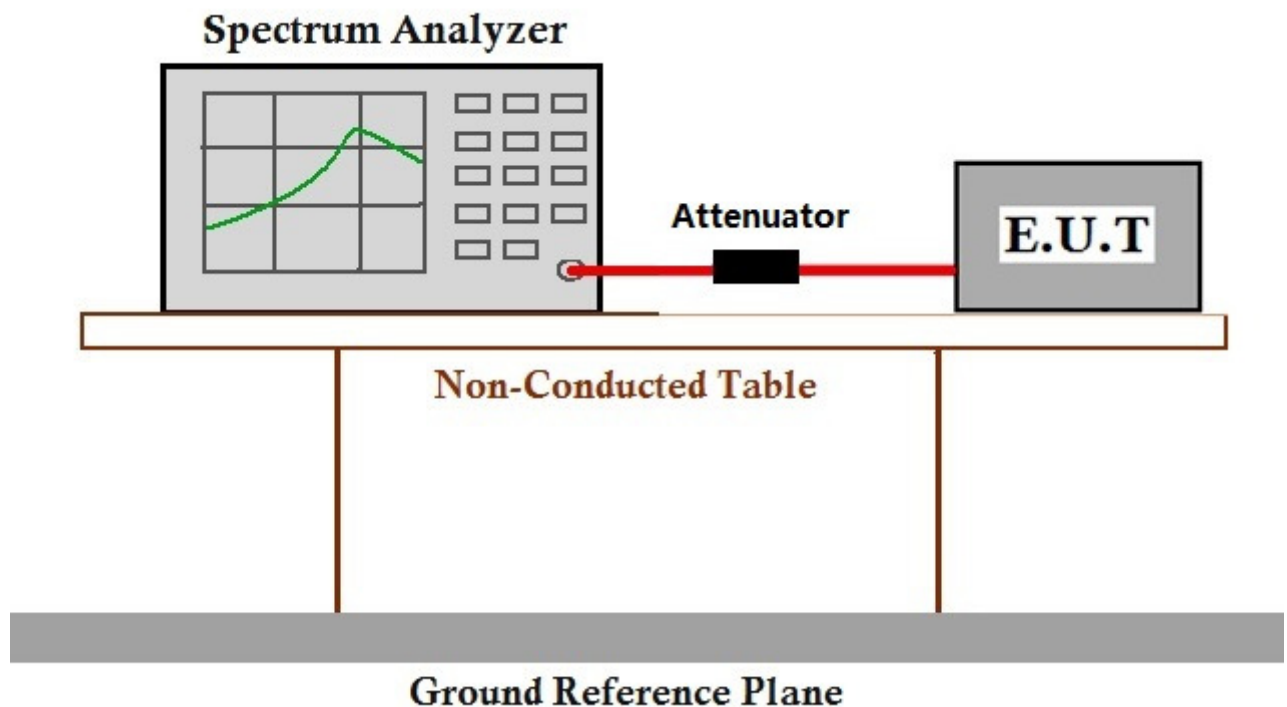 Spectrum Analyzer
Attenuator
E.U.T
Non-Conducted Table
Ground Reference Plane